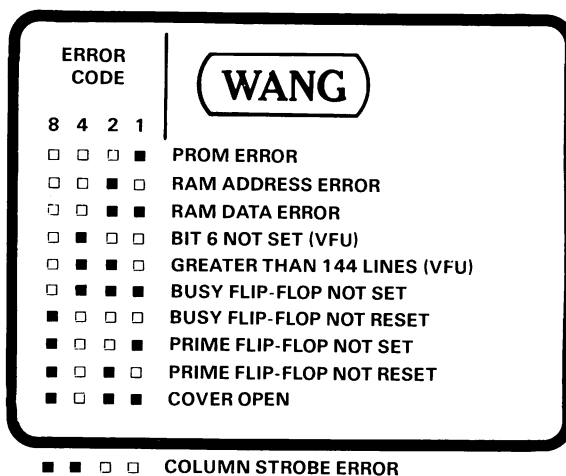 ERROR
CODE
WANG
8 4 2 1
□ □ □ ■ PROM ERROR
□ □ ■ □ RAM ADDRESS ERROR
□ □ ■ ■ RAM DATA ERROR
□ ■ □ □ BIT 6 NOT SET (VFU)
□ ■ ■ □ GREATER THAN 144 LINES (VFU)
□ ■ ■ ■ BUSY FLIP-FLOP NOT SET
■ □ □ □ BUSY FLIP-FLOP NOT RESET
■ □ □ ■ PRIME FLIP-FLOP NOT SET
■ □ ■ □ PRIME FLIP-FLOP NOT RESET
■ □ ■ ■ COVER OPEN
■ ■ □ □ COLUMN STROBE ERROR